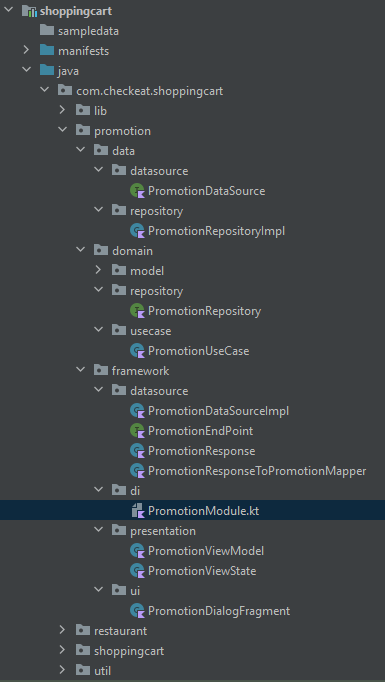 shoppingcart
sampledata
manifests
java
com.checkeat.shoppingcart
lib
promotion
data
datasource
PromotionDataSource
repository
PromotionRepositoryImpl
domain
model
repository
PromotionRepository
usecase
PromotionUseCase
framework
datasource
PromotionDataSourceImpl
PromotionEndPoint
PromotionResponse
PromotionResponseToPromotionMapper
di
PromotionModule.kt
presentation
PromotionViewModel
PromotionViewState
ui
PromotionDialogFragment
restaurant
shoppingcart
util